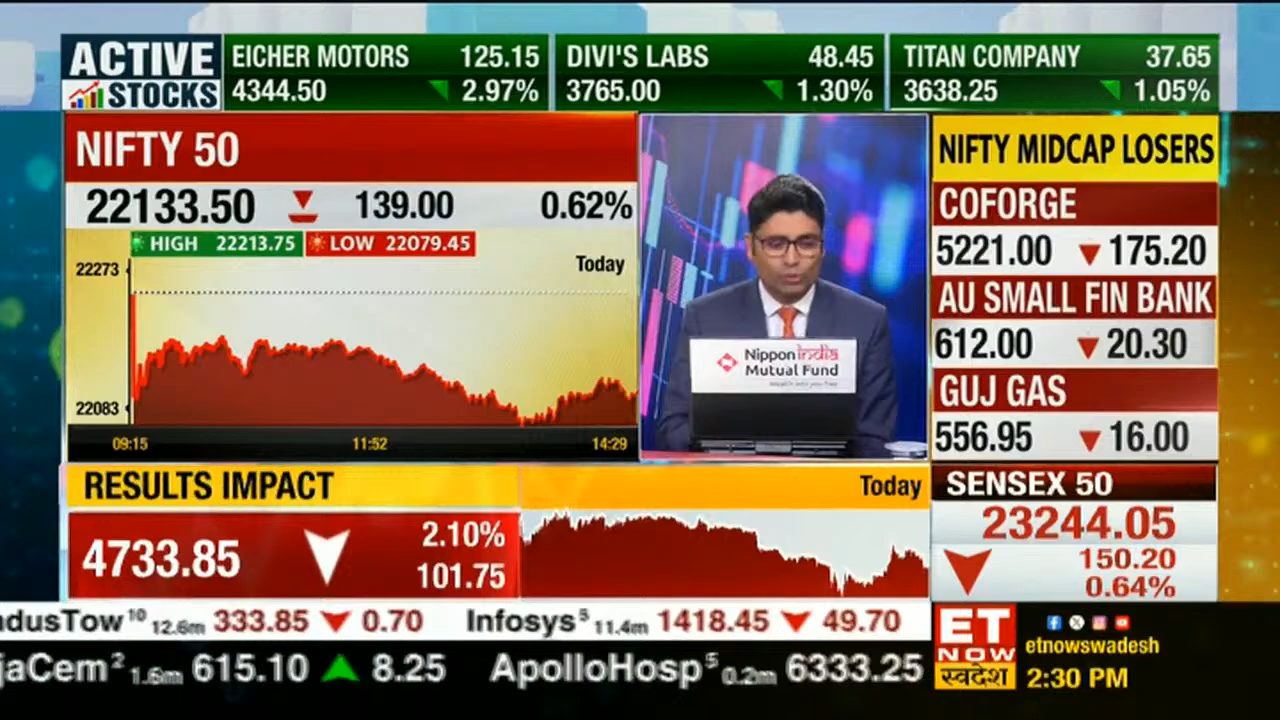 ACTIVE
STOCKS
EICHER MOTORS 125.15
4344.50 2.97%
DIVI'S LABS 48.45
3765.00 1.30%
TITAN COMPANY 37.65
3638.25 1.05%
NIFTY 50
22133.50 139.00 0.62%
HIGH 22213.75 LOW 22079.45
Today
22273
22083
09:15 11:52 14:29
Nippon india
Mutual Fund
NIFTY MIDCAP LOSERS
COFORGE
5221.00 175.20
AU SMALL FIN BANK
612.00 20.30
GUJ GAS
556.95 16.00
RESULTS IMPACT
Today
4733.85
2.10%
101.75
SENSEX 50
23244.05
150.20
0.64%
dusTow 10 12.6m 333.85 0.70 Infosys 5 11.4m 1418.45 49.70
jaCem 2 1.6m 615.10 8.25 ApolloHosp 5 0.2m 6333.25
ET
NOW
स्वदेश
etnowswadesh
2:30 PM